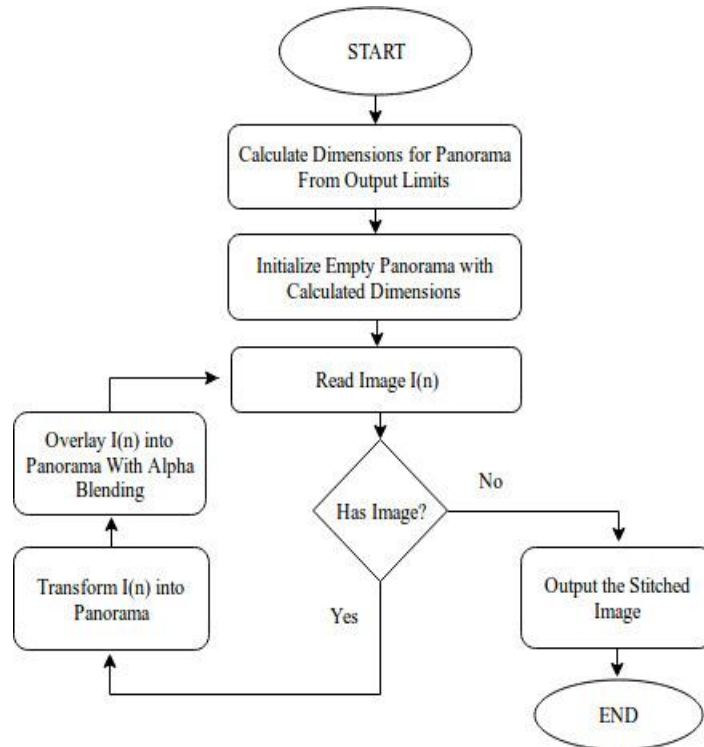 START
Calculate Dimensions for Panorama
From Output Limits
Initialize Empty Panorama with
Calculated Dimensions
Read Image I(n)
Overlay I(n) into
Panorama With Alpha
Blending
Has Image?
No
Transform I(n) into
Panorama
Yes
Output the Stitched
Image
END